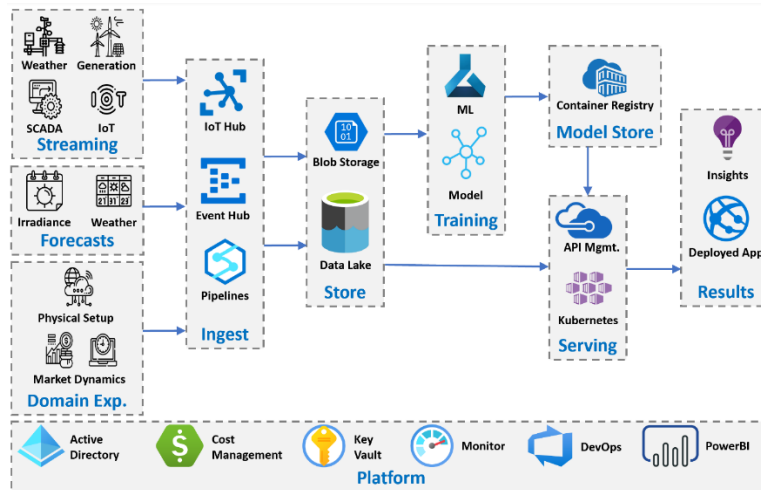 Weather
Generation
SCADA
IoT
Streaming
Irradiance
Weather
Forecasts
Physical Setup
Market Dynamics
Domain Exp.
IoT Hub
Event Hub
Pipelines
Ingest
10
01
Blob Storage
Data Lake
Store
ML
Model
Training
Container Registry
Model Store
API Mgmt.
Kubernetes
Serving
Insights
Deployed App
Results
Active
Directory
Cost
Management
Key
Vault
Monitor
DevOps
PowerBI
Platform